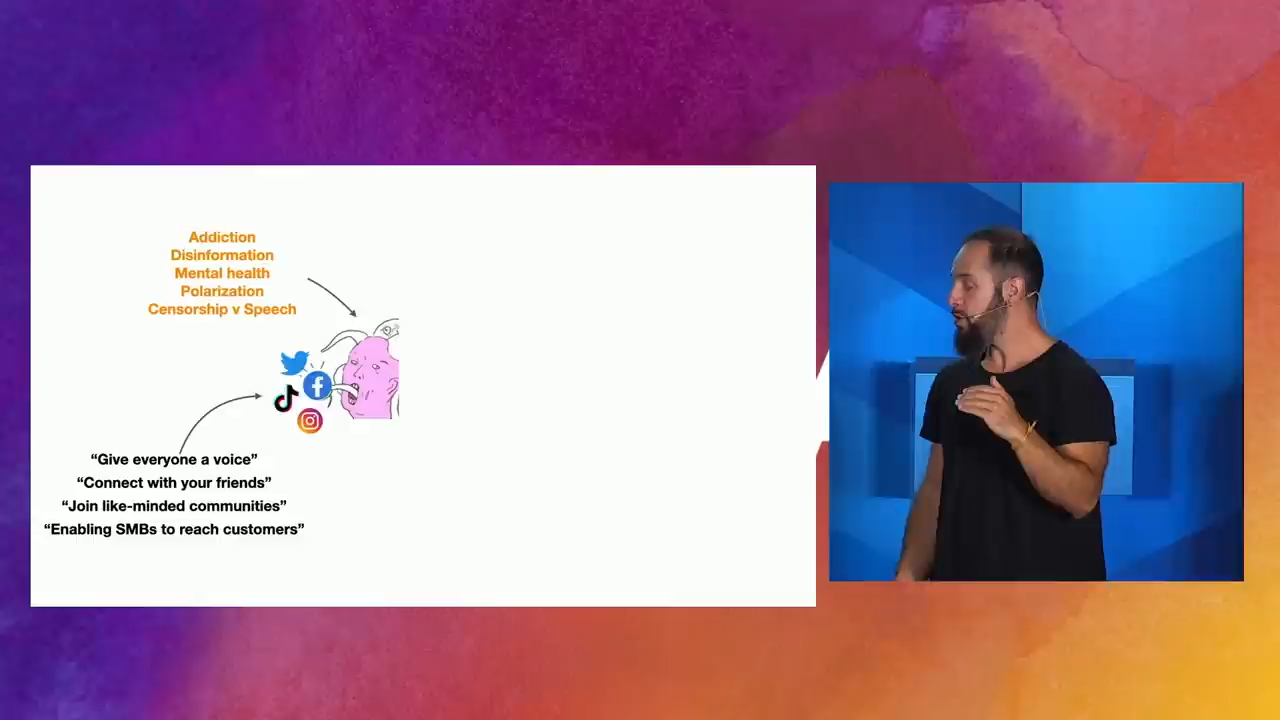 Addiction
Disinformation
Mental health
Polarization
Censorship v Speech
“Give everyone a voice”
“Connect with your friends”
“Join like-minded communities”
“Enabling SMBs to reach customers”